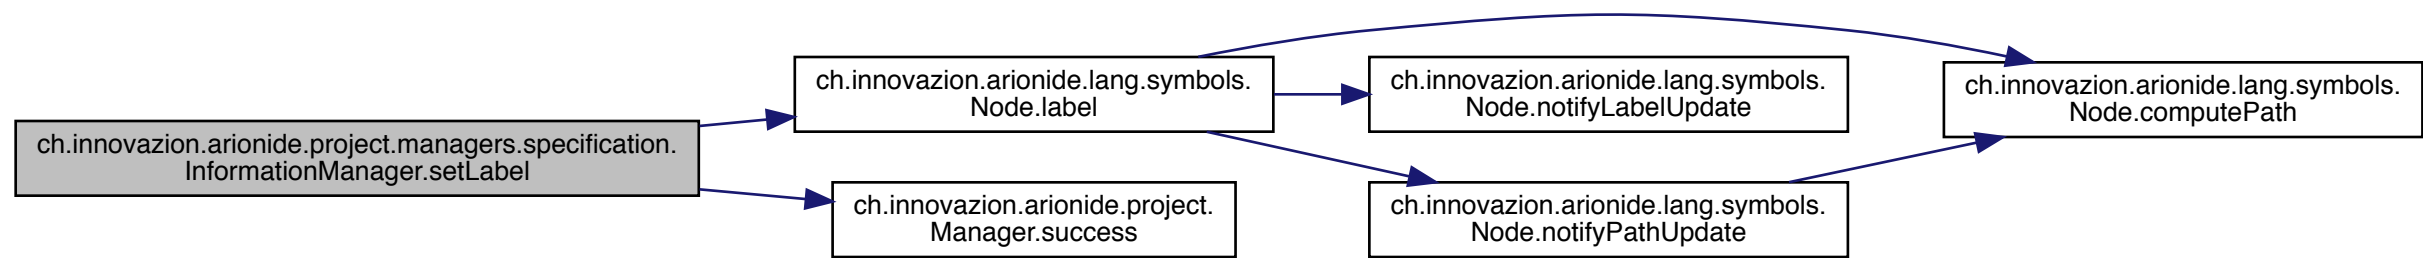 ch.innovazion.arionide.project.managers.specification.
InformationManager.setLabel
ch.innovazion.arionide.lang.symbols.
Node.label
ch.innovazion.arionide.project.
Manager.success
ch.innovazion.arionide.lang.symbols.
Node.notifyLabelUpdate
ch.innovazion.arionide.lang.symbols.
Node.notifyPathUpdate
ch.innovazion.arionide.lang.symbols.
Node.computePath